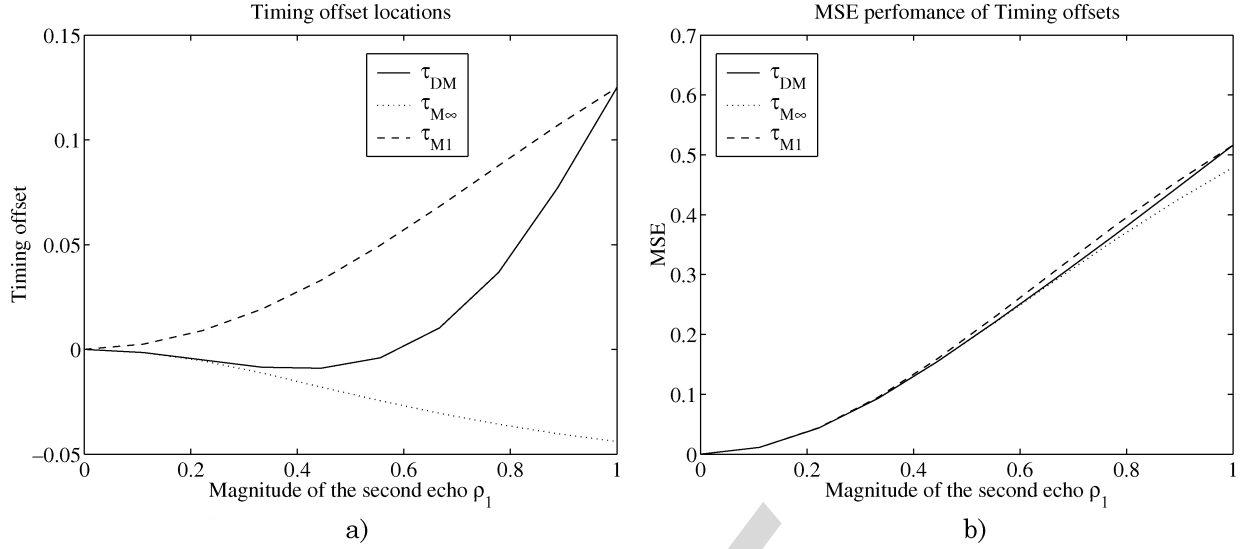 Timing offset locations
0.15
0.1
0.05
0
−0.05
Timing offset
τDM
τM∞
τM1
0 0.2 0.4 0.6 0.8 1
Magnitude of the second echo ρ1
a)
MSE perfomance of Timing offsets
0.7
0.6
0.5
0.4
0.3
0.2
0.1
0
MSE
τDM
τM∞
τM1
0 0.2 0.4 0.6 0.8 1
Magnitude of the second echo ρ1
b)